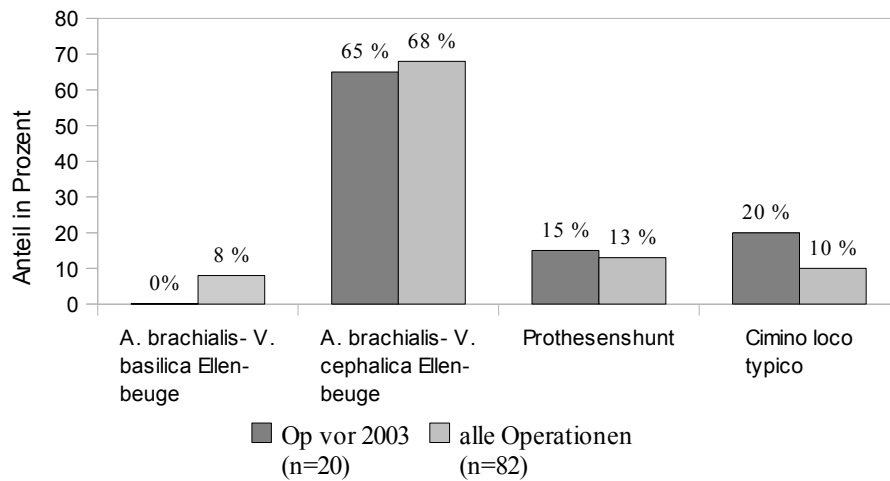 80
70
60
50
40
30
20
10
0
Anteil in Prozent
0%
8 %
65 %
68 %
15 %
13 %
20 %
10 %
A. brachialis- V.
basilica Ellen-
beuge
A. brachialis- V.
cephalica Ellen-
beuge
Prothesenshunt
Cimino loco
typico
Op vor 2003
(n=20)
alle Operationen
(n=82)